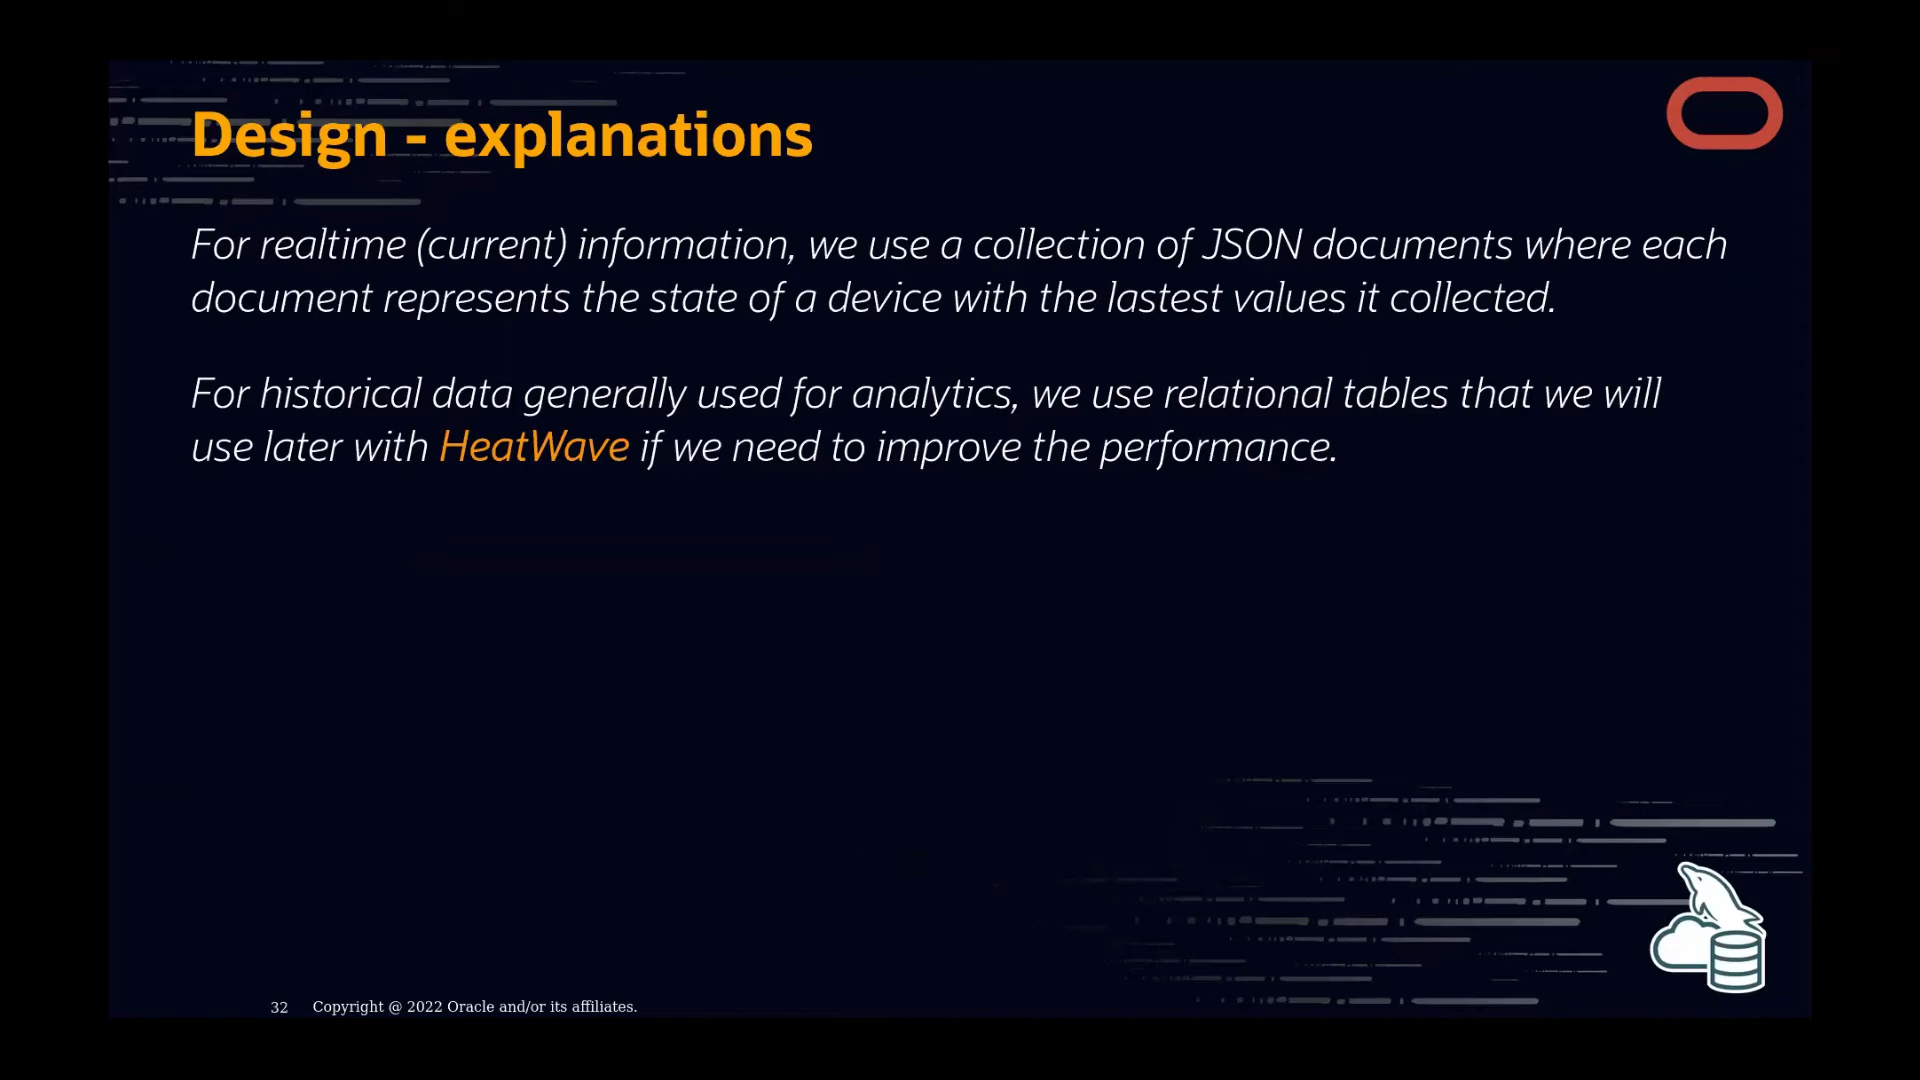 Design - explanations
For realtime (current) information, we use a collection of JSON documents where each
document represents the state of a device with the lastest values it collected.
For historical data generally used for analytics, we use relational tables that we will
use later with HeatWave if we need to improve the performance.
32 Copyright @ 2022 Oracle and/or its affiliates.